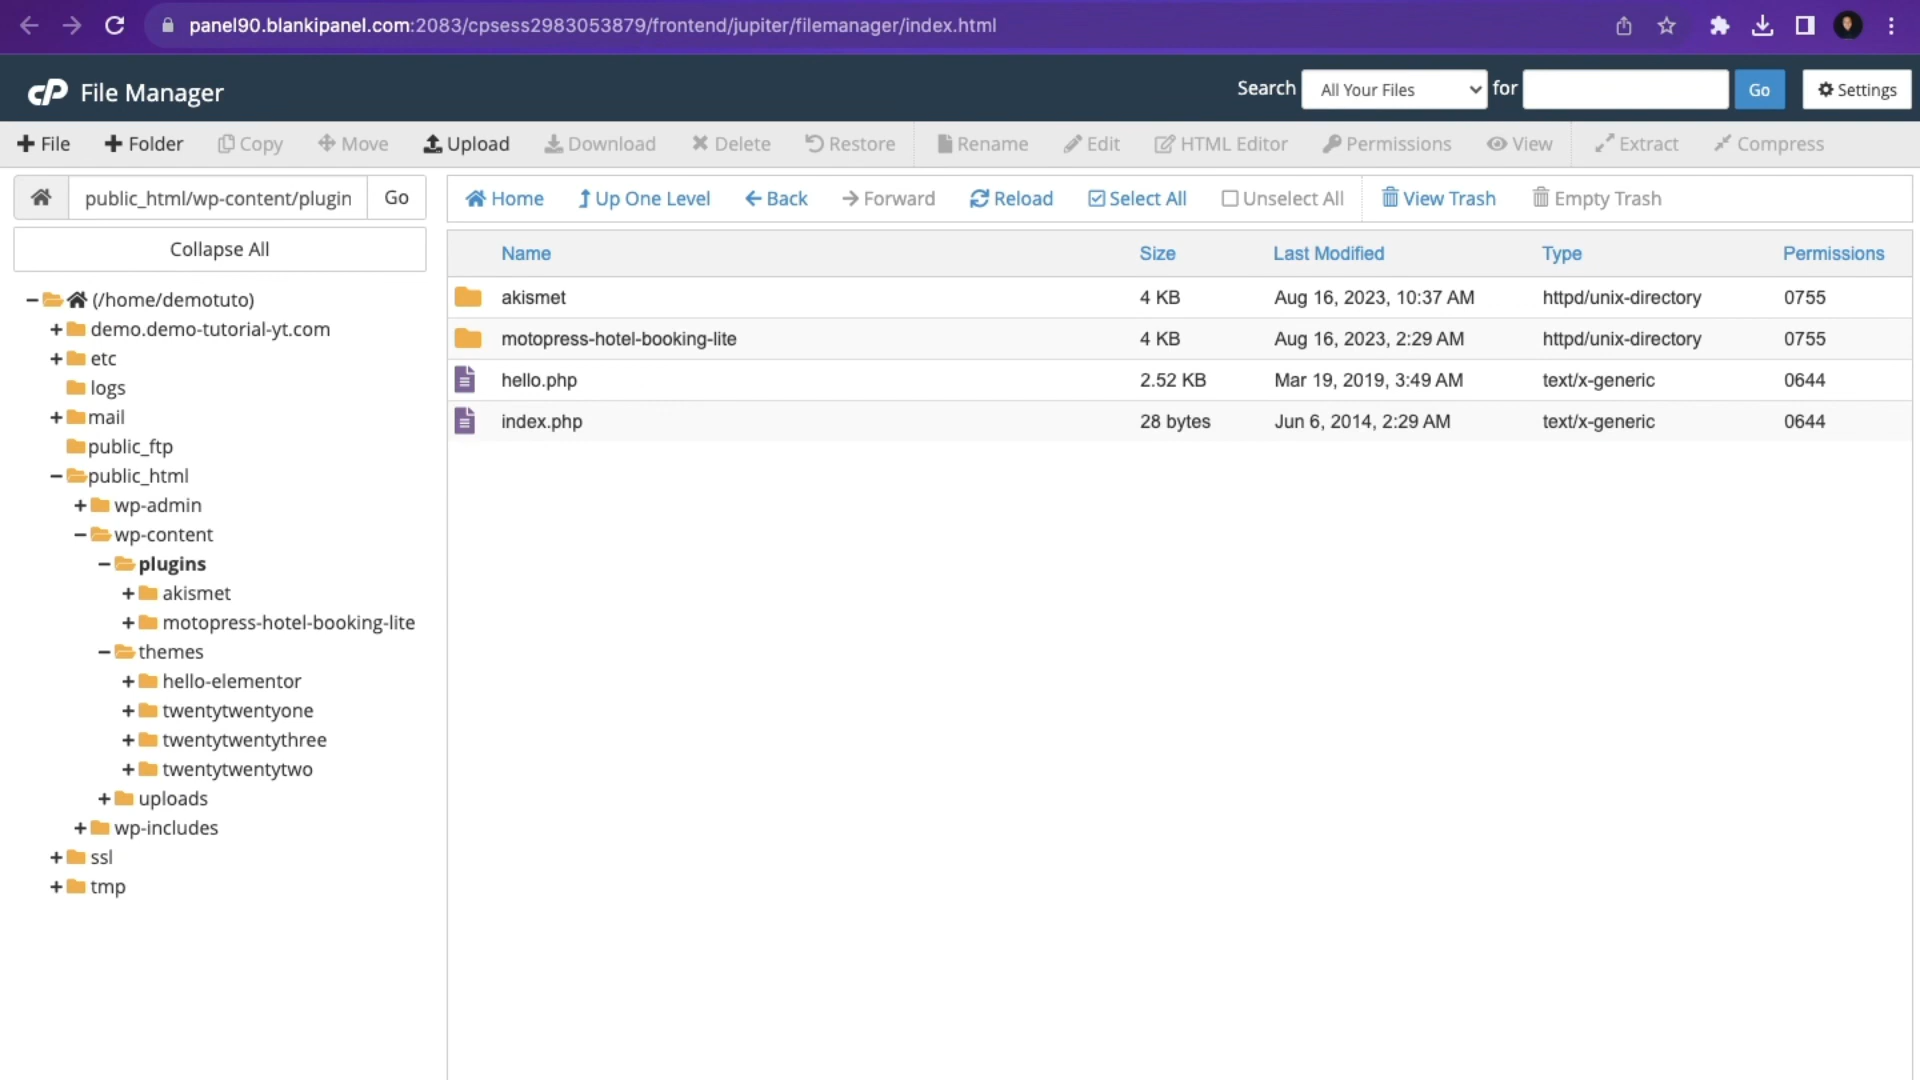 panel90.blankipanel.com:2083/cpsess2983053879/frontend/jupiter/filemanager/index.html
cP File Manager
Search All Your Files for Go Settings
File Folder Copy Move Upload Download Delete Restore Rename Edit HTML Editor Permissions View Extract Compress
public_html/wp-content/plugin Go
Home Up One Level Back Forward Reload Select All Unselect All View Trash Empty Trash
Collapse All
(/home/demotuto)
demo.demo-tutorial-yt.com
etc
logs
mail
public_ftp
public_html
wp-admin
wp-content
plugins
akismet
motopress-hotel-booking-lite
themes
hello-elementor
twentytwentyone
twentytwentythree
twentytwentytwo
uploads
wp-includes
ssl
tmp
Name Size Last Modified Type Permissions
akismet 4 KB Aug 16, 2023, 10:37 AM httpd/unix-directory 0755
motopress-hotel-booking-lite 4 KB Aug 16, 2023, 2:29 AM httpd/unix-directory 0755
hello.php 2.52 KB Mar 19, 2019, 3:49 AM text/x-generic 0644
index.php 28 bytes Jun 6, 2014, 2:29 AM text/x-generic 0644